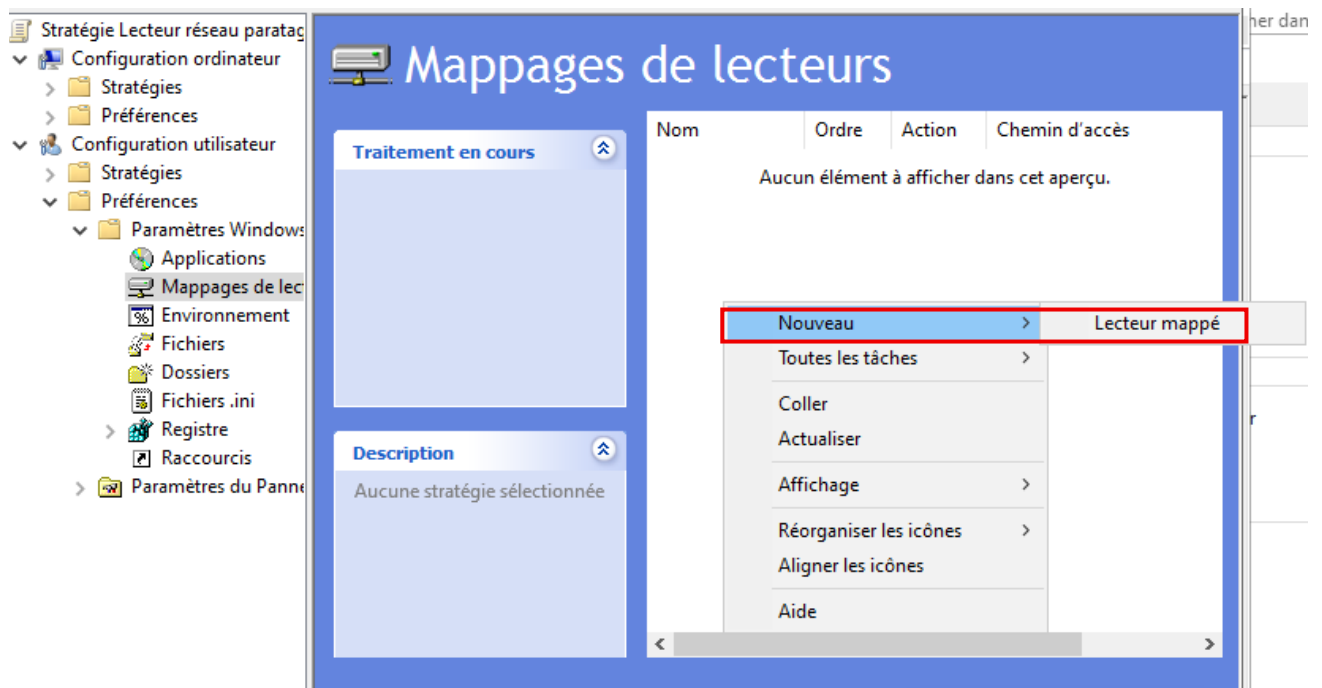 Stratégie Lecteur réseau paratag
Configuration ordinateur
Stratégies
Préférences
Configuration utilisateur
Stratégies
Préférences
Paramètres Windows
Applications
Mappages de lec
Environnement
Fichiers
Dossiers
Fichiers .ini
Registre
Raccourcis
Paramètres du Panne
Mappages de lecteurs
Traitement en cours
Description
Aucune stratégie sélectionnée
Nom Ordre Action Chemin d'accès
Aucun élément à afficher dans cet aperçu.
Nouveau
Lecteur mappé
Toutes les tâches
Coller
Actualiser
Affichage
Réorganiser les icônes
Aligner les icônes
Aide
her dan